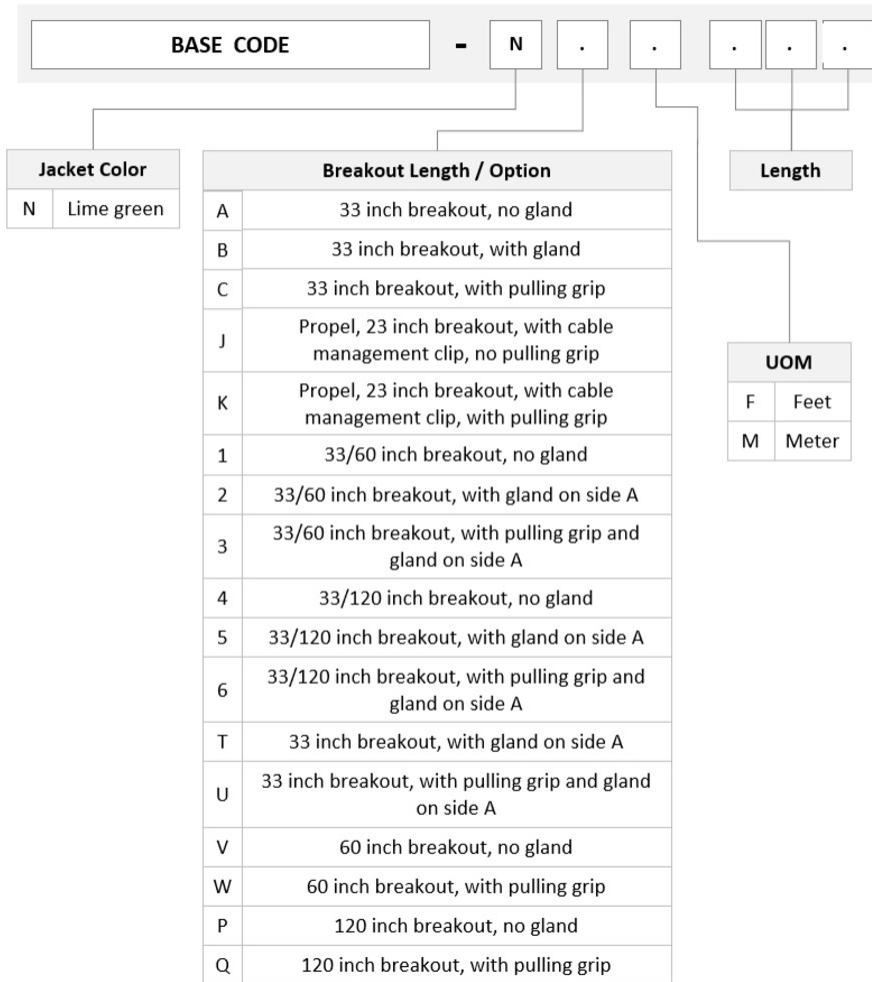 BASE CODE - N . . . . .
Jacket Color
N Lime green
Breakout Length / Option
A 33 inch breakout, no gland
B 33 inch breakout, with gland
C 33 inch breakout, with pulling grip
J Propel, 23 inch breakout, with cable
management clip, no pulling grip
K Propel, 23 inch breakout, with cable
management clip, with pulling grip
1 33/60 inch breakout, no gland
2 33/60 inch breakout, with gland on side A
3 33/60 inch breakout, with pulling grip and
gland on side A
4 33/120 inch breakout, no gland
5 33/120 inch breakout, with gland on side A
6 33/120 inch breakout, with pulling grip and
gland on side A
T 33 inch breakout, with gland on side A
U 33 inch breakout, with pulling grip and gland
on side A
V 60 inch breakout, no gland
W 60 inch breakout, with pulling grip
P 120 inch breakout, no gland
Q 120 inch breakout, with pulling grip
Length
UOM
F Feet
M Meter